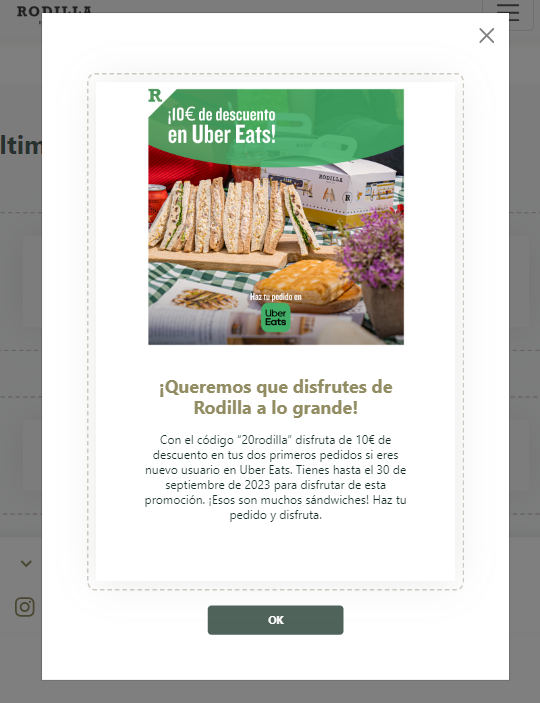 RODILLA
ltim
R
¡10€ de descuento
en Uber Eats!
RODILLA
R
Haz tu pedido en
Uber
Eats
¡Queremos que disfrutes de
Rodilla a lo grande!
Con el código "20rodilla" disfruta de 10€ de
descuento en tus dos primeros pedidos si eres
nuevo usuario en Uber Eats. Tienes hasta el 30 de
septiembre de 2023 para disfrutar de esta
promoción. ¡Esos son muchos sándwiches! Haz tu
pedido y disfruta.
OK